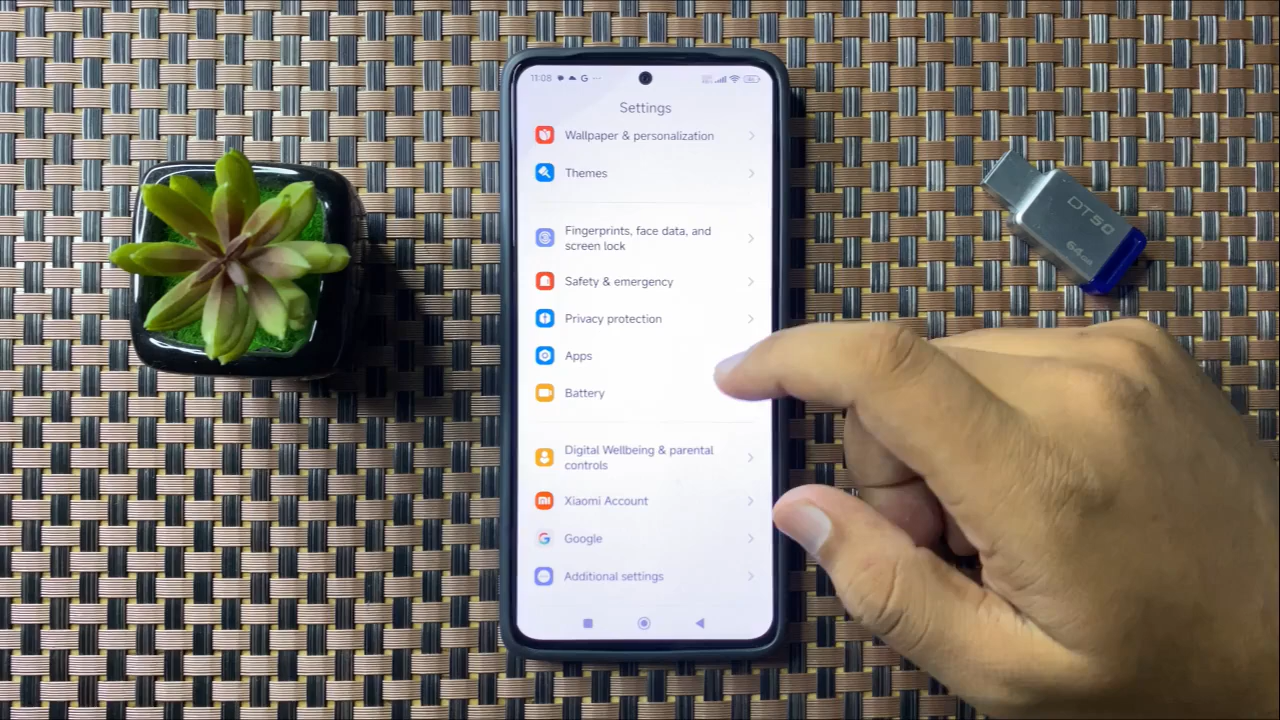 11:08
Settings
Wallpaper & personalization
Themes
Fingerprints, face data, and
screen lock
Safety & emergency
Privacy protection
Apps
Battery
Digital Wellbeing & parental
controls
Xiaomi Account
Google
Additional settings
DT50
64GB